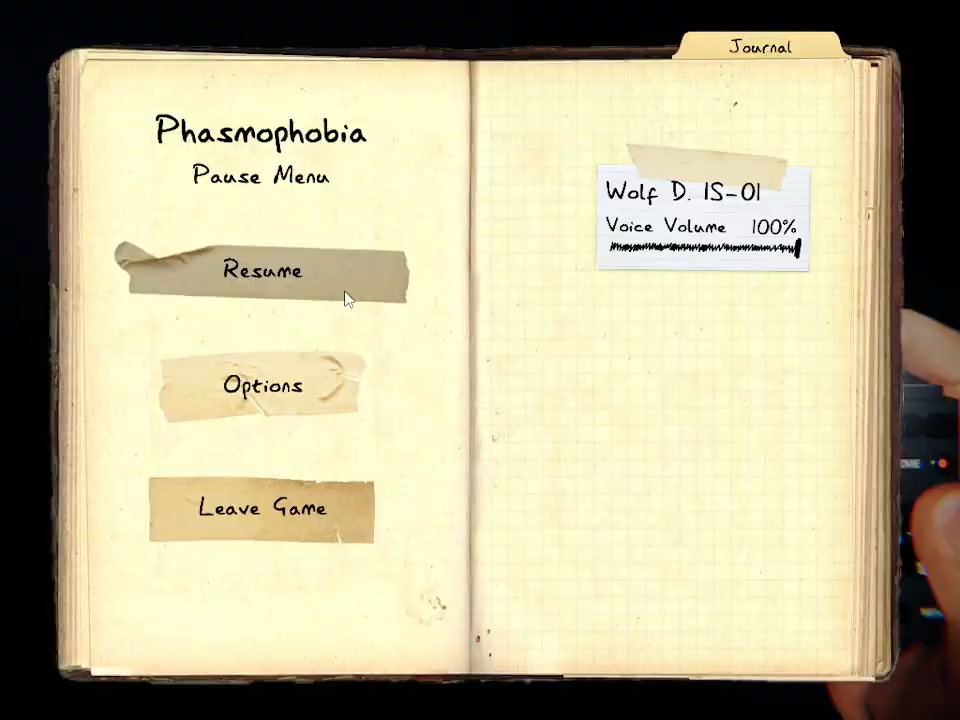 Journal
Phasmophobia
Pause Menu
Resume
Options
Leave Game
Wolf D. IS-01
Voice Volume 100%